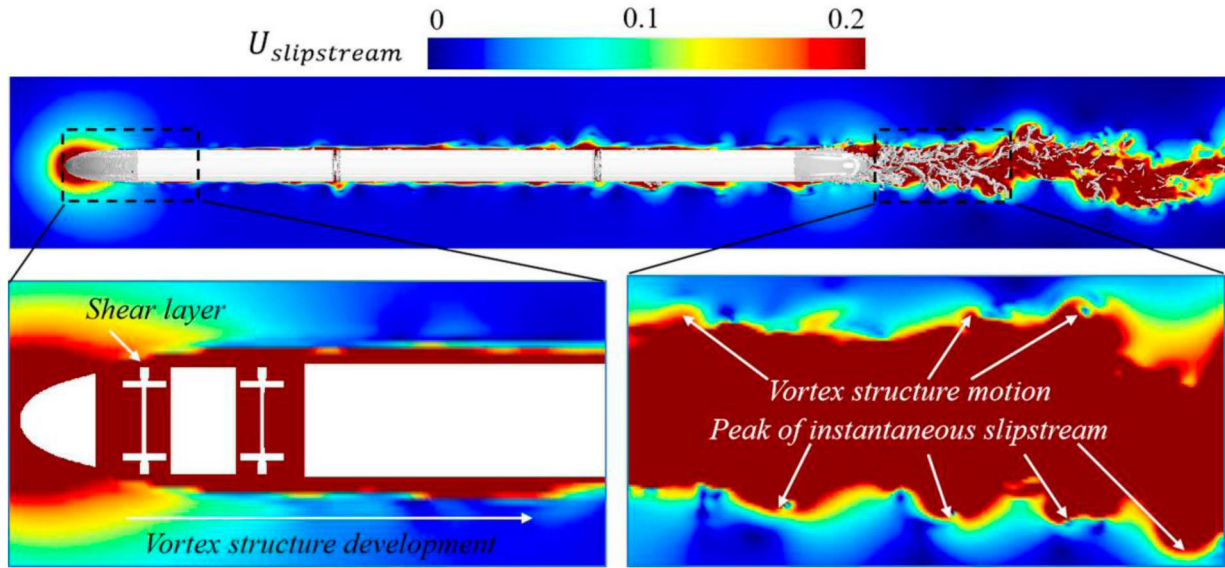 0 0.1 0.2
U_slipstream
Shear layer
Vortex structure development
Vortex structure motion
Peak of instantaneous slipstream